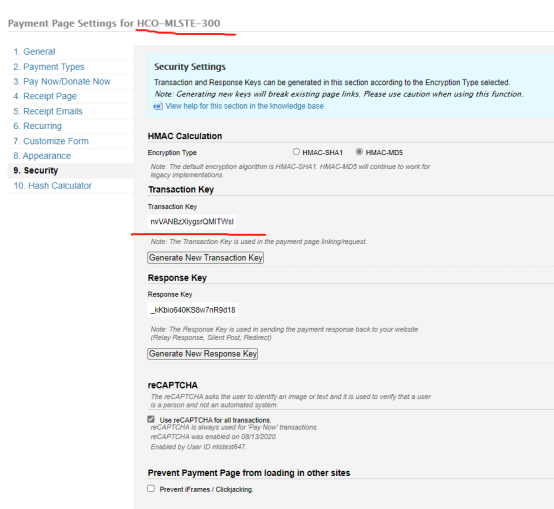 Payment Page Settings for HCO-MLSTE-300
1. General
2. Payment Types
3. Pay Now/Donate Now
4. Receipt Page
5. Receipt Emails
6. Recurring
7. Customize Form
8. Appearance
9. Security
10. Hash Calculator
Security Settings
Transaction and Response Keys can be generated in this section according to the Encryption Type selected.
Note: Generating new keys will break existing page links. Please use caution when using this function.
View help for this section in the knowledge base
HMAC Calculation
Encryption Type HMAC-SHA1 HMAC-MD5
Note: The default encryption algorithm is HMAC-SHA1. HMAC-MD5 will continue to work for
legacy implementations.
Transaction Key
Transaction Key
Note: The Transaction Key is used in the payment page linking/request.
Generate New Transaction Key
Response Key
Response Key
_kKbio640KS8w7nR9d18
Note: The Response Key is used in sending the payment response back to your website
(Relay Response, Silent Post, Redirect)
Generate New Response Key
reCAPTCHA
The reCAPTCHA asks the user to identify an image or text and it is used to verify that a user
is a person and not an automated system.
Use reCAPTCHA for all transactions.
reCAPTCHA is always used for 'Pay Now' transactions.
reCAPTCHA was enabled on 08/13/2020.
Enabled by User ID mlstest647.
Prevent Payment Page from loading in other sites
Prevent iFrames / Clickjacking.